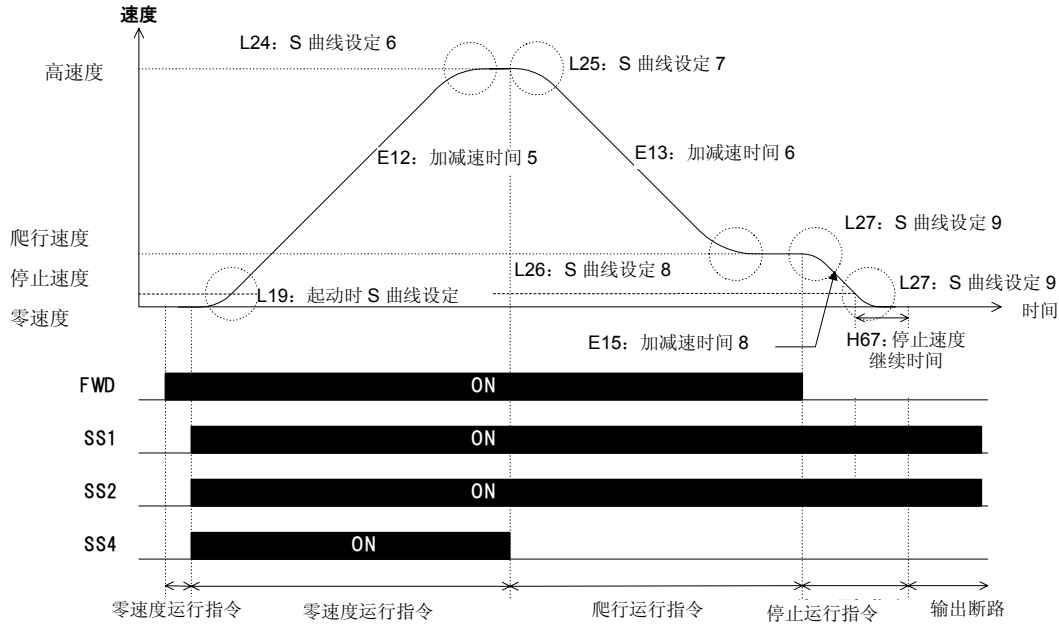 速度
L24：S 曲线设定 6
高速度
L25：S 曲线设定 7
E12：加减速时间 5
E13：加减速时间 6
爬行速度
L27：S 曲线设定 9
停止速度
L26：S 曲线设定 8
L19：起动时 S 曲线设定
L27：S 曲线设定 9
零速度
时间
E15：加减速时间 8
H67：停止速度
继续时间
FWD
ON
SS1
ON
SS2
ON
SS4
ON
零速度运行指令
零速度运行指令
爬行运行指令
停止运行指令
输出断路